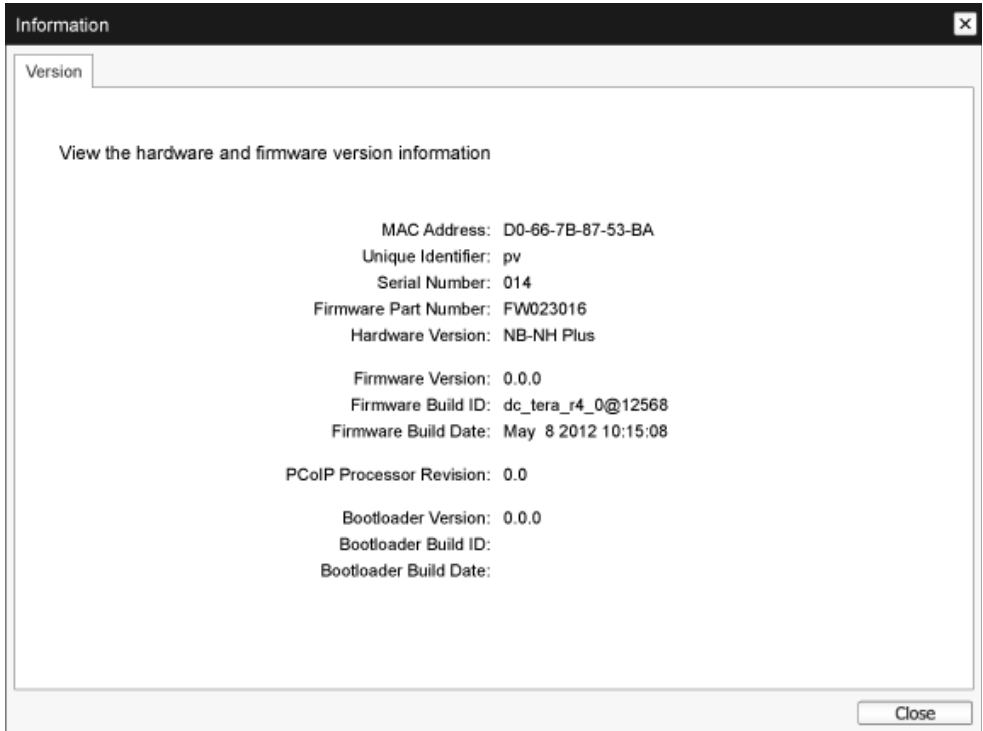 Information
Version
View the hardware and firmware version information
MAC Address: D0-66-7B-87-53-BA
Unique Identifier: pv
Serial Number: 014
Firmware Part Number: FW023016
Hardware Version: NB-NH Plus
Firmware Version: 0.0.0
Firmware Build ID: dc_tera_r4_0@12568
Firmware Build Date: May 8 2012 10:15:08
PCoIP Processor Revision: 0.0
Bootloader Version: 0.0.0
Bootloader Build ID:
Bootloader Build Date:
Close